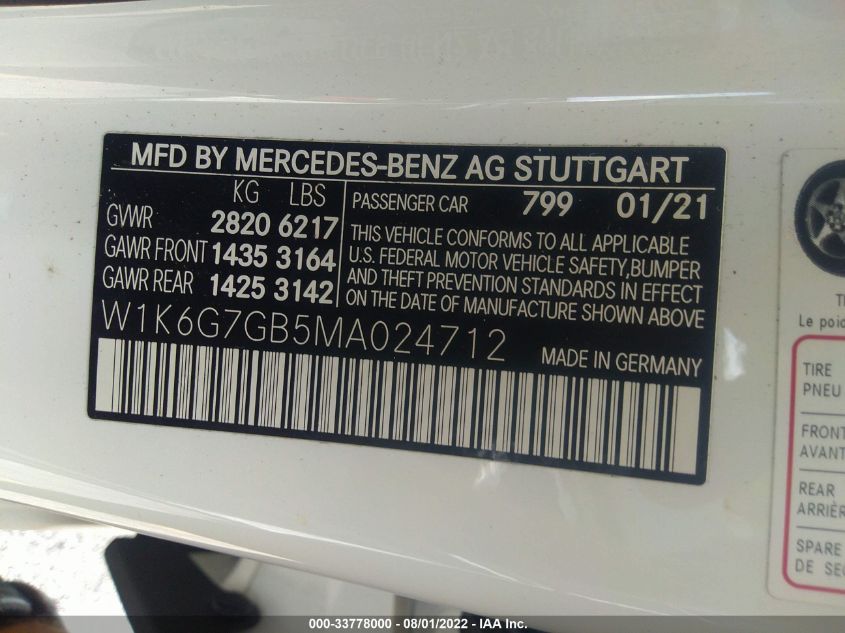 MFD BY MERCEDES-BENZ AG STUTTGART
KG LBS
GVWR 2820 6217
GAWR FRONT 1435 3164
GAWR REAR 1425 3142
PASSENGER CAR 799 01/21
THIS VEHICLE CONFORMS TO ALL APPLICABLE
U.S. FEDERAL MOTOR VEHICLE SAFETY,BUMPER
AND THEFT PREVENTION STANDARDS IN EFFECT
ON THE DATE OF MANUFACTURE SHOWN ABOVE
W1K6G7GB5MA024712
MADE IN GERMANY
Le
TIRE
PNEU
FRONT
AVANT
REAR
SPARE
DE
000-33778000 - 08/01/2022 - IAA Inc.